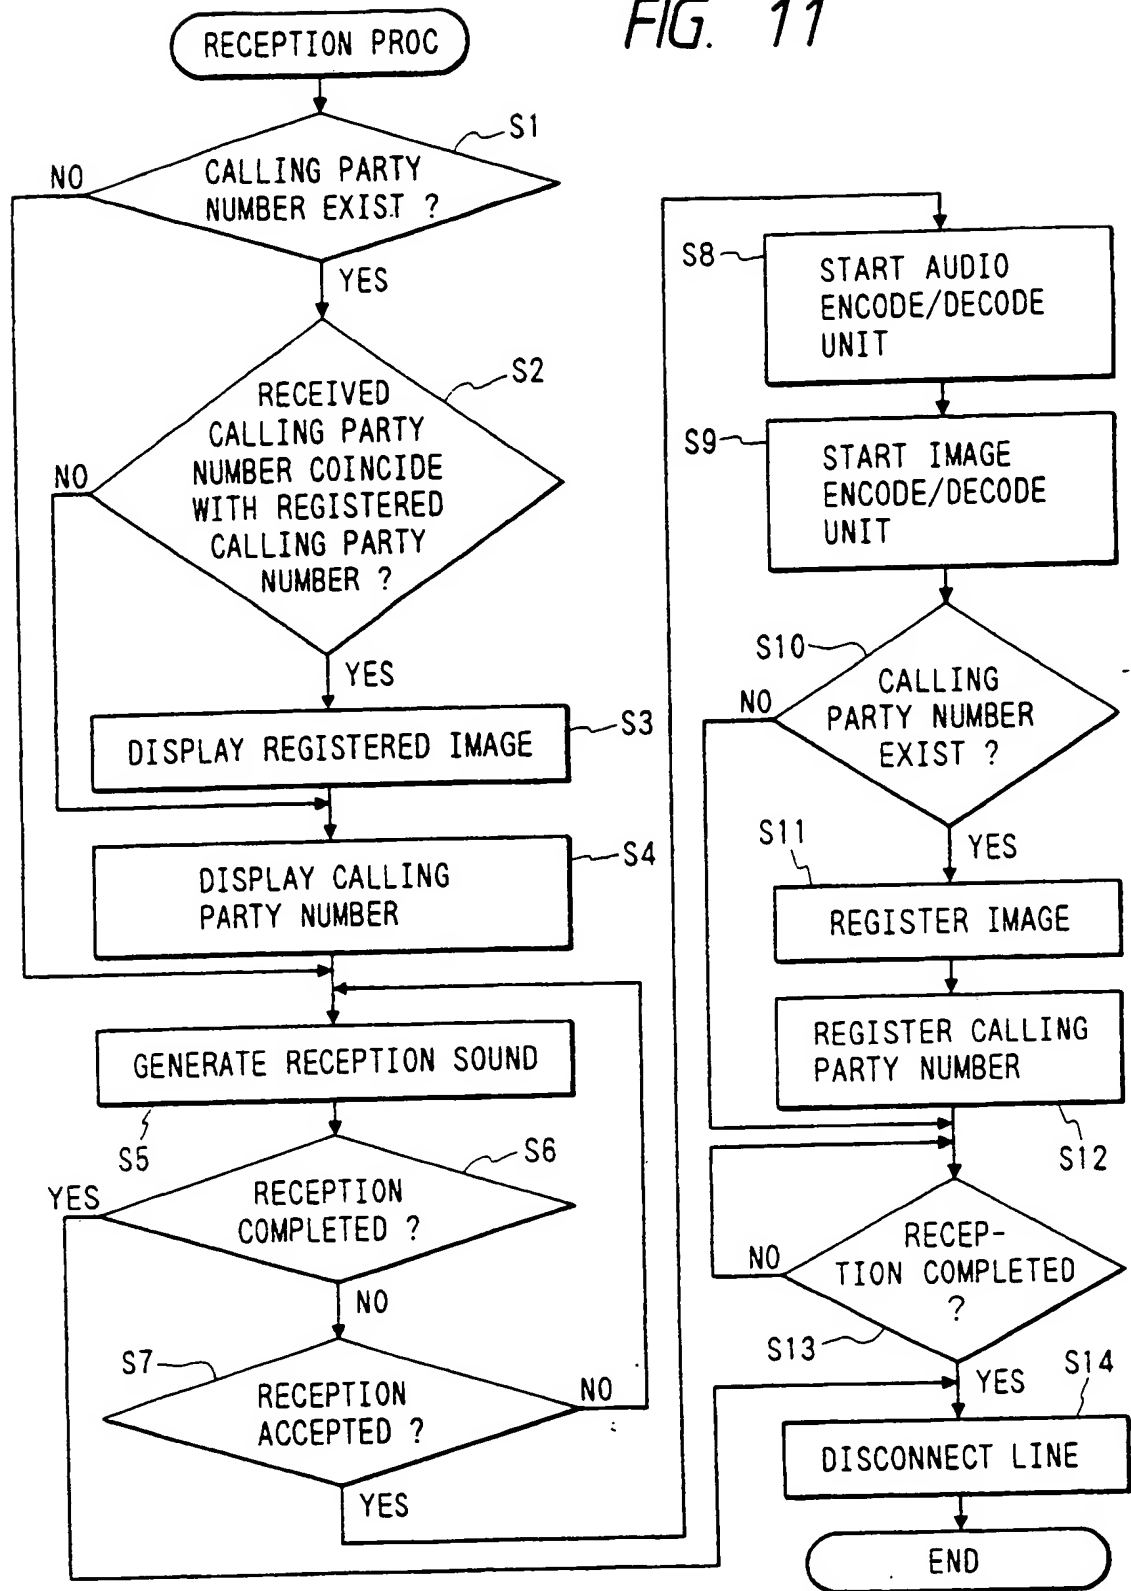 FIG. 11
RECEPTION PROC
S1
CALLING PARTY
NUMBER EXIST ?
NO
YES
S2
RECEIVED
CALLING PARTY
NUMBER COINCIDE
WITH REGISTERED
CALLING PARTY
NUMBER ?
NO
YES
S3
DISPLAY REGISTERED IMAGE
S4
DISPLAY CALLING
PARTY NUMBER
GENERATE RECEPTION SOUND
S5
S6
YES
RECEPTION
COMPLETED ?
NO
S7
RECEPTION
ACCEPTED ?
NO
YES
S8
START AUDIO
ENCODE/DECODE
UNIT
S9
START IMAGE
ENCODE/DECODE
UNIT
S10
CALLING
PARTY NUMBER
EXIST ?
NO
YES
S11
REGISTER IMAGE
REGISTER CALLING
PARTY NUMBER
S12
RECEP-
TION COMPLETED
?
NO
S13
YES
S14
DISCONNECT LINE
END